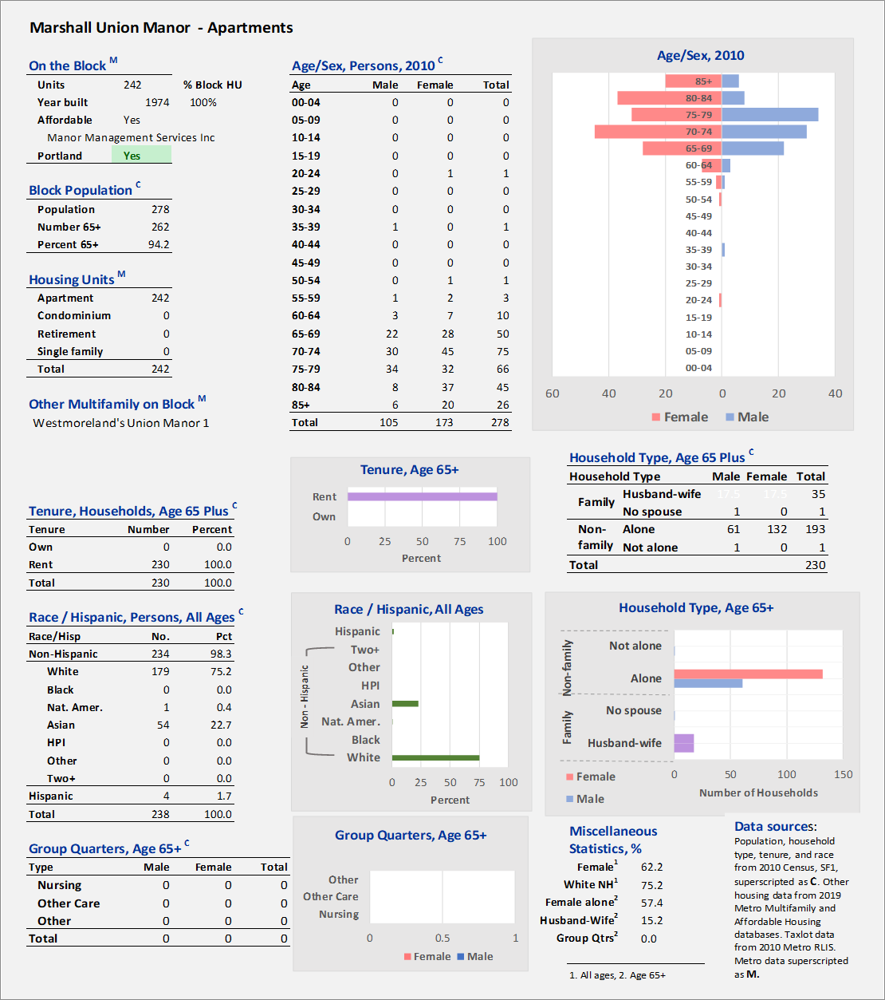 Marshall Union Manor - Apartments
On the Block M
Units 242 % Block HU
Year built 1974 100%
Affordable Yes
Manor Management Services Inc
Portland Yes
Block Population C
Population 278
Number 65+ 262
Percent 65+ 94.2
Housing Units M
Apartment 242
Condominium 0
Retirement 0
Single family 0
Total 242
Other Multifamily on Block M
Westmoreland's Union Manor 1
Age/Sex, Persons, 2010 C
Age Male Female Total
00-04 0 0 0
05-09 0 0 0
10-14 0 0 0
15-19 0 0 0
20-24 0 1 1
25-29 0 0 0
30-34 0 0 0
35-39 1 0 1
40-44 0 0 0
45-49 0 0 0
50-54 0 1 1
55-59 1 2 3
60-64 3 7 10
65-69 22 28 50
70-74 30 45 75
75-79 34 32 66
80-84 8 37 45
85+ 6 20 26
Total 105 173 278
Age/Sex, 2010
85+
80-84
75-79
70-74
65-69
60-64
55-59
50-54
45-49
40-44
35-39
30-34
25-29
20-24
15-19
10-14
05-09
00-04
60 40 20 0 20 40
Female Male
Tenure, Households, Age 65 Plus C
Tenure Number Percent
Own 0 0.0
Rent 230 100.0
Total 230 100.0
Tenure, Age 65+
Rent
Own
0 25 50 75 100
Percent
Household Type, Age 65 Plus C
Household Type Male Female Total
Family Husband-wife 17.5 17.5 35
No spouse 1 0 1
Non-family Alone 61 132 193
Not alone 1 0 1
Total 230
Race / Hispanic, Persons, All Ages C
Race/Hisp No. Pct
Non-Hispanic 234 98.3
White 179 75.2
Black 0 0.0
Nat. Amer. 1 0.4
Asian 54 22.7
HPI 0 0.0
Other 0 0.0
Two+ 0 0.0
Hispanic 4 1.7
Total 238 100.0
Race / Hispanic, All Ages
Hispanic
Two+
Other
HPI
Asian
Nat. Amer.
Black
White
Non - Hispanic
0 25 50 75 100
Percent
Household Type, Age 65+
Non-family
Not alone
Alone
Family
No spouse
Husband-wife
0 50 100 150
Number of Households
Female
Male
Group Quarters, Age 65+ C
Type Male Female Total
Nursing 0 0 0
Other Care 0 0 0
Other 0 0 0
Total 0 0 0
Group Quarters, Age 65+
Other
Other Care
Nursing
0 0.5 1
Female Male
Miscellaneous
Statistics, %
Female1 62.2
White NH1 75.2
Female alone2 57.4
Husband-Wife2 15.2
Group Qtrs2 0.0
1. All ages, 2. Age 65+
Data sources:
Population, household
type, tenure, and race
from 2010 Census, SF1,
superscripted as C. Other
housing data from 2019
Metro Multifamily and
Affordable Housing
databases. Taxlot data
from 2010 Metro RLIS.
Metro data superscripted
as M.